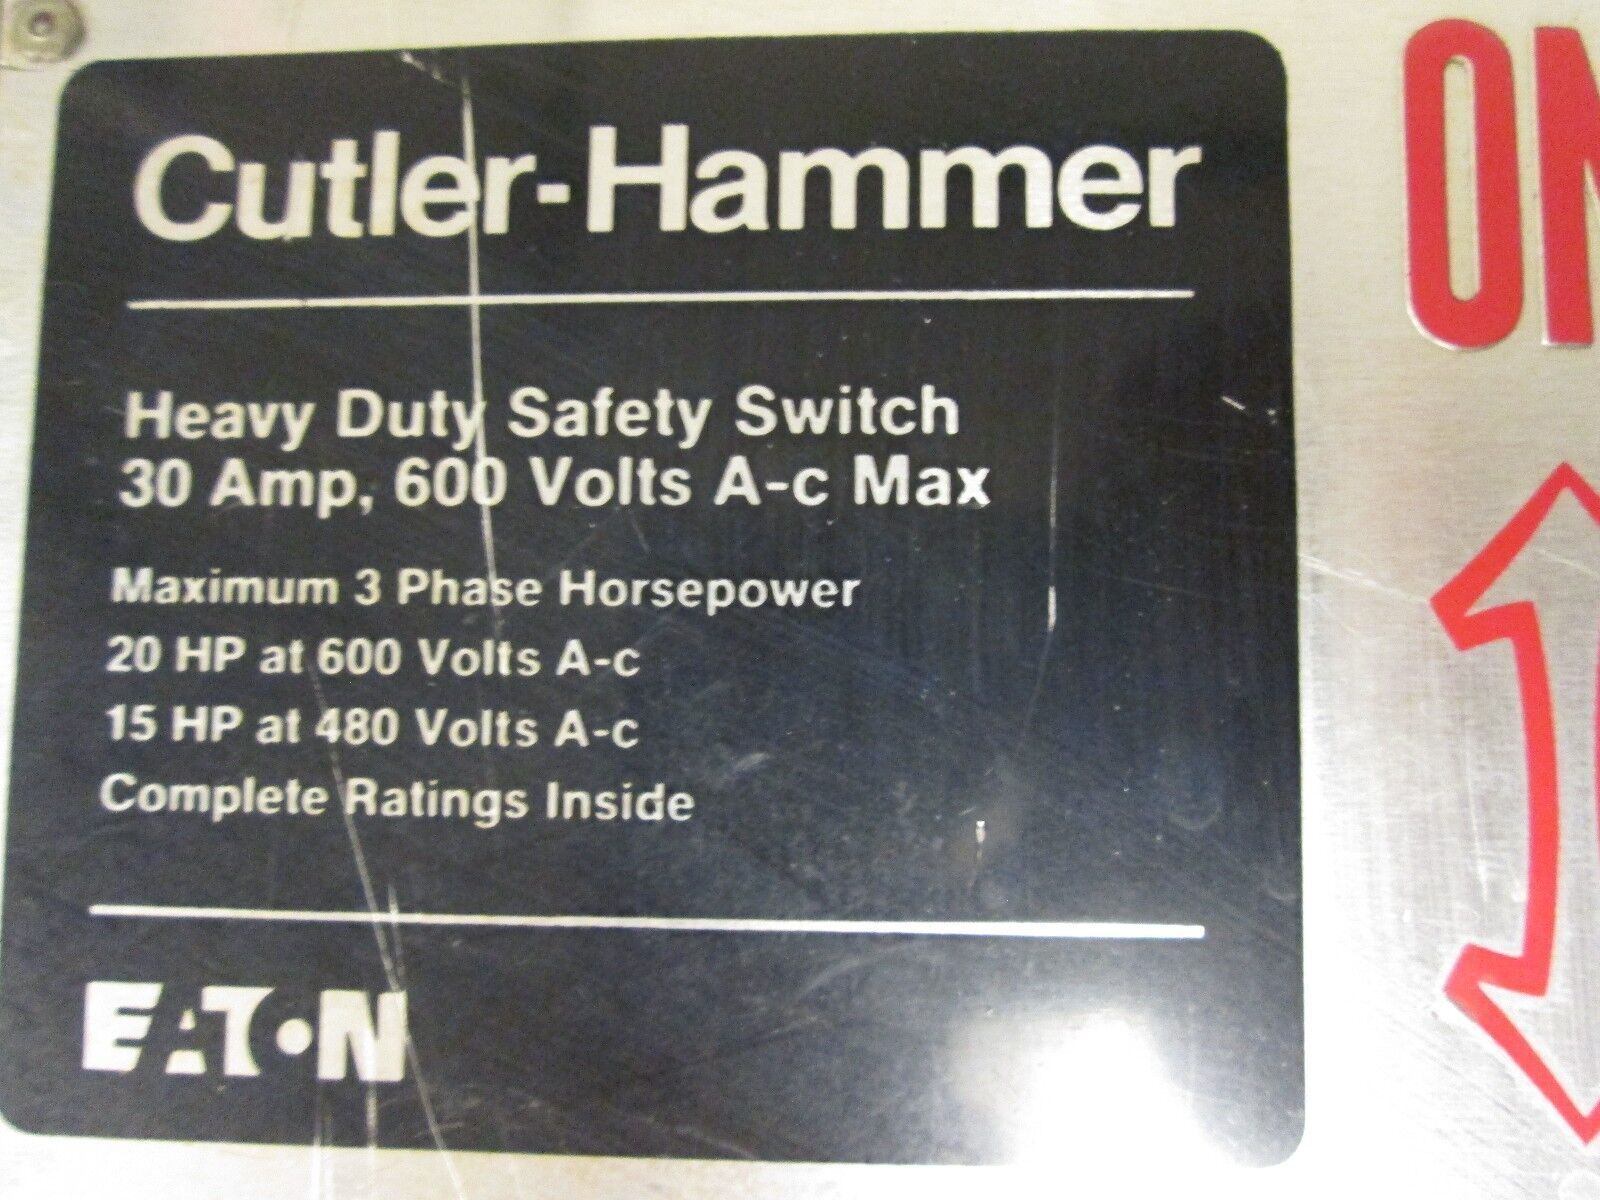 Cutler-Hammer
Heavy Duty Safety Switch
30 Amp, 600 Volts A-c Max
Maximum 3 Phase Horsepower
20 HP at 600 Volts A-c
15 HP at 480 Volts A-c
Complete Ratings Inside
EATON
ON